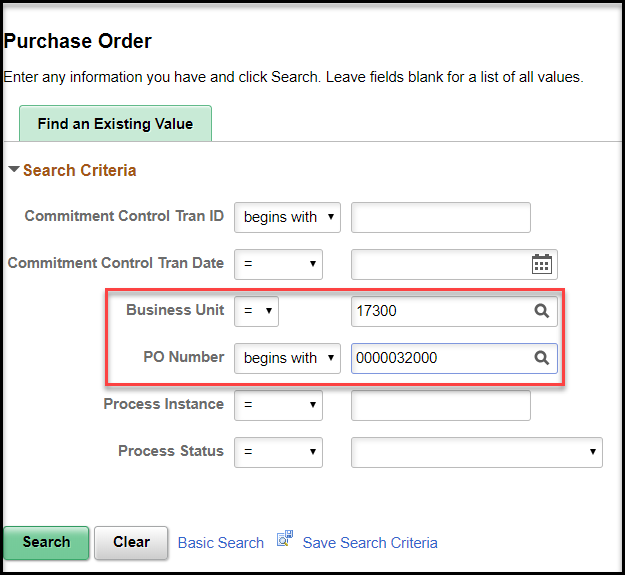 Purchase Order
Enter any information you have and click Search. Leave fields blank for a list of all values.
Find an Existing Value
Search Criteria
Commitment Control Tran ID begins with
Commitment Control Tran Date =
Business Unit = 17300
PO Number begins with 0000032000
Process Instance =
Process Status =
Search Clear Basic Search Save Search Criteria